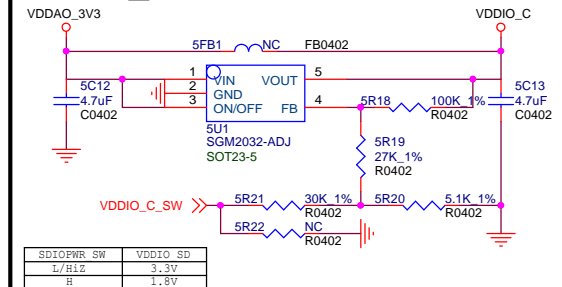 VDDAO_3V3 VDDIO_C
5FB1 NC FB0402
5C12
4.7uF
C0402
1 VIN VOUT 5
2 GND
3 ON/OFF FB 4
5U1
SGM2032-ADJ
SOT23-5
5R18 100K_1%
R0402
5C13
4.7uF
C0402
5R19
27K_1%
R0402
VDDIO_C_SW
5R21 30K_1%
R0402
5R20 5.1K_1%
R0402
5R22 NC
R0402
SDIOPWR SW VDDIO SD
L/HiZ 3.3V
H 1.8V